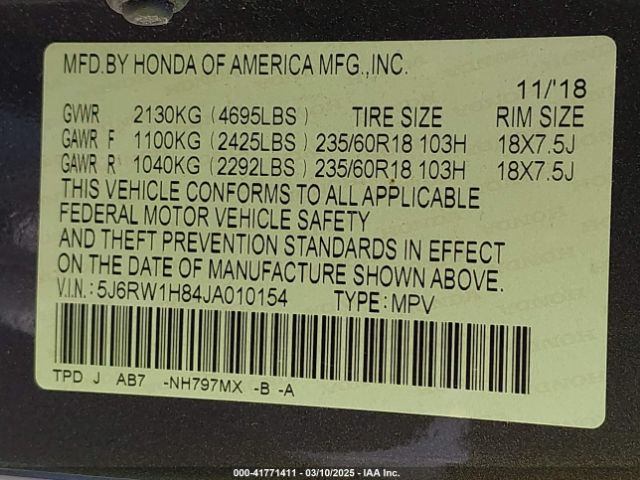 MFD.BY HONDA OF AMERICA MFG.,INC.
11/'18
GVWR 2130KG (4695LBS) TIRE SIZE RIM SIZE
GAWR F 1100KG (2425LBS) 235/60R18 103H 18X7.5J
GAWR R 1040KG (2292LBS) 235/60R18 103H 18X7.5J
THIS VEHICLE CONFORMS TO ALL APPLICABLE
FEDERAL MOTOR VEHICLE SAFETY
AND THEFT PREVENTION STANDARDS IN EFFECT
ON THE DATE OF MANUFACTURE SHOWN ABOVE.
V.I.N.: 5J6RW1H84JA010154 TYPE: MPV
TPD J AB7 -NH797MX -B -A
000-41771411 - 03/10/2025 - IAA Inc.